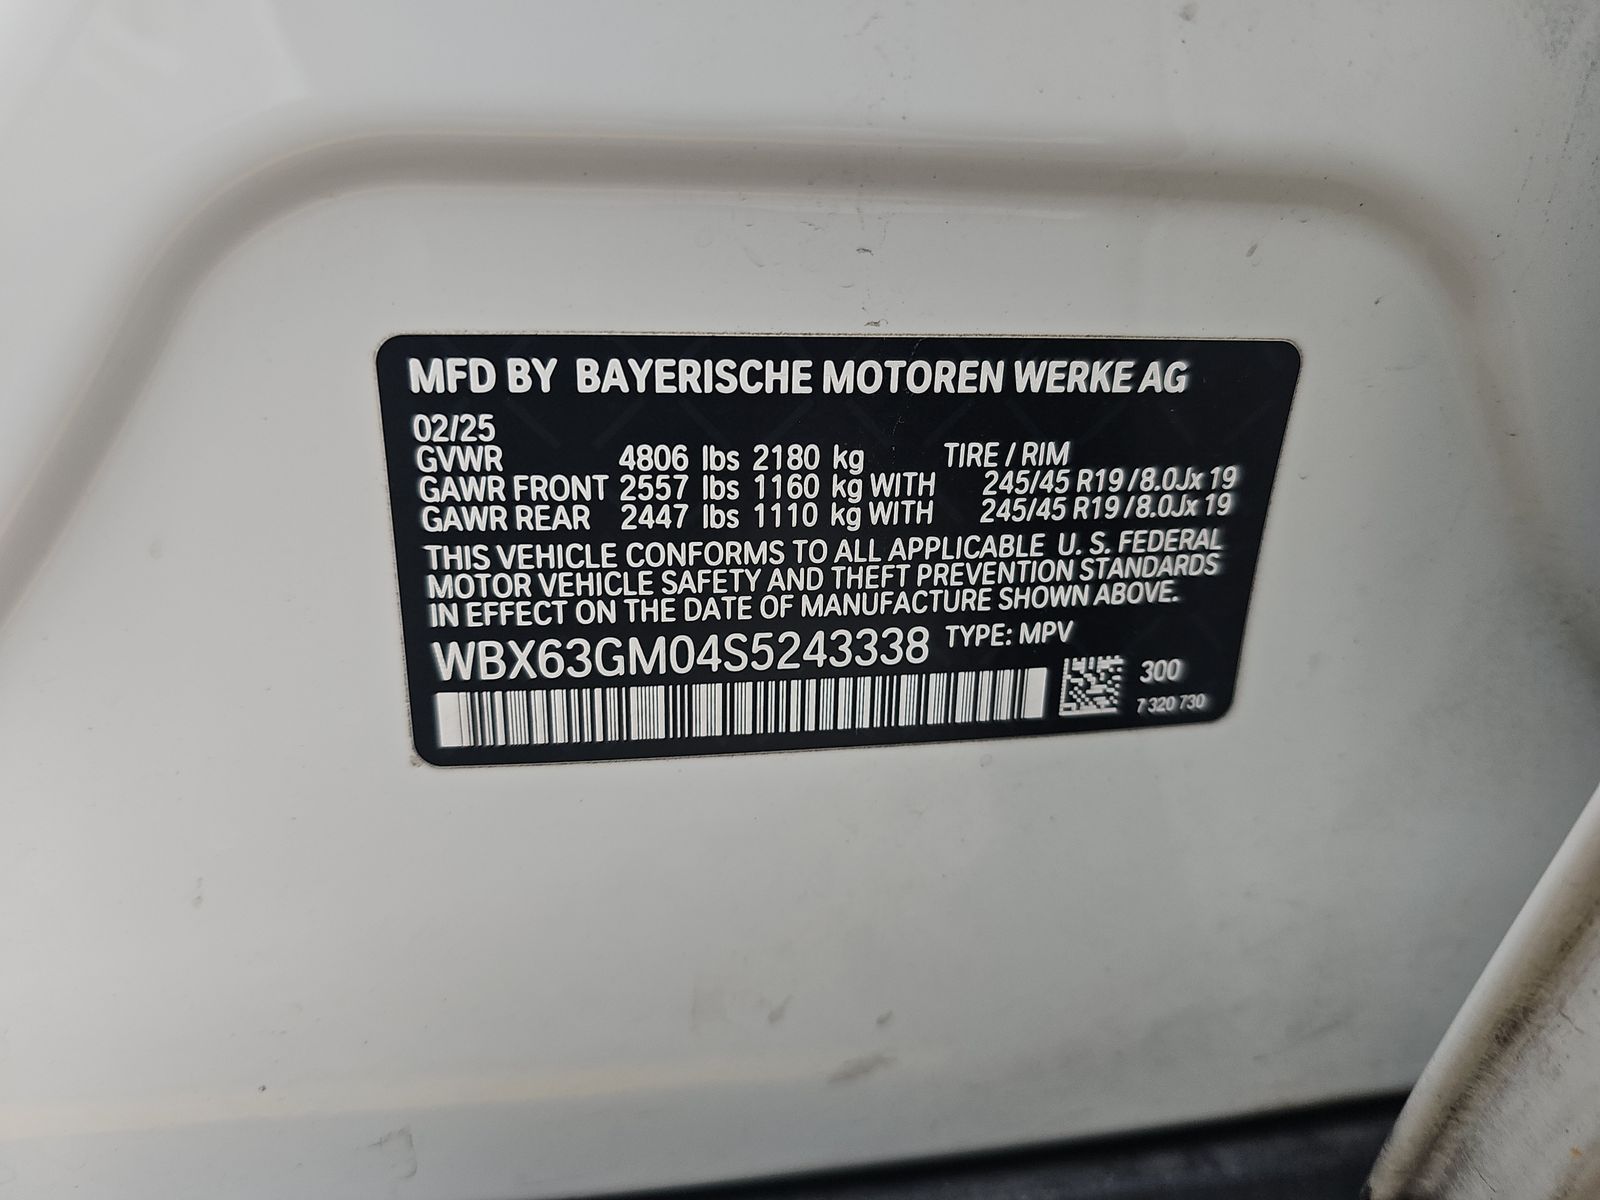 MFD BY BAYERISCHE MOTOREN WERKE AG
02/25
GVWR 4806 lbs 2180 kg TIRE / RIM
GAWR FRONT 2557 lbs 1160 kg WITH 245/45 R19 /8.0Jx 19
GAWR REAR 2447 lbs 1110 kg WITH 245/45 R19 /8.0Jx 19
THIS VEHICLE CONFORMS TO ALL APPLICABLE U. S. FEDERAL
MOTOR VEHICLE SAFETY AND THEFT PREVENTION STANDARDS
IN EFFECT ON THE DATE OF MANUFACTURE SHOWN ABOVE.
WBX63GM04S5243338 TYPE: MPV
300
7 320 730